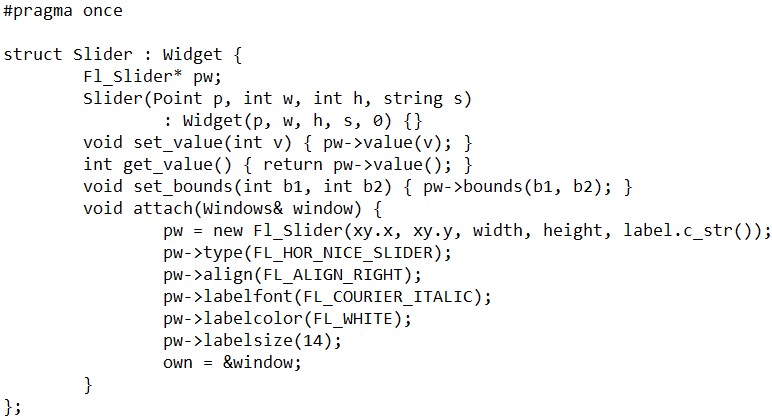 #pragma once

struct Slider : Widget {
        Fl_Slider* pw;
        Slider(Point p, int w, int h, string s)
                : Widget(p, w, h, s, 0) {}
        void set_value(int v) { pw->value(v); }
        int get_value() { return pw->value(); }
        void set_bounds(int b1, int b2) { pw->bounds(b1, b2); }
        void attach(Windows& window) {
                pw = new Fl_Slider(xy.x, xy.y, width, height, label.c_str());
                pw->type(FL_HOR_NICE_SLIDER);
                pw->align(FL_ALIGN_RIGHT);
                pw->labelfont(FL_COURIER_ITALIC);
                pw->labelcolor(FL_WHITE);
                pw->labelsize(14);
                own = &window;
        }
};